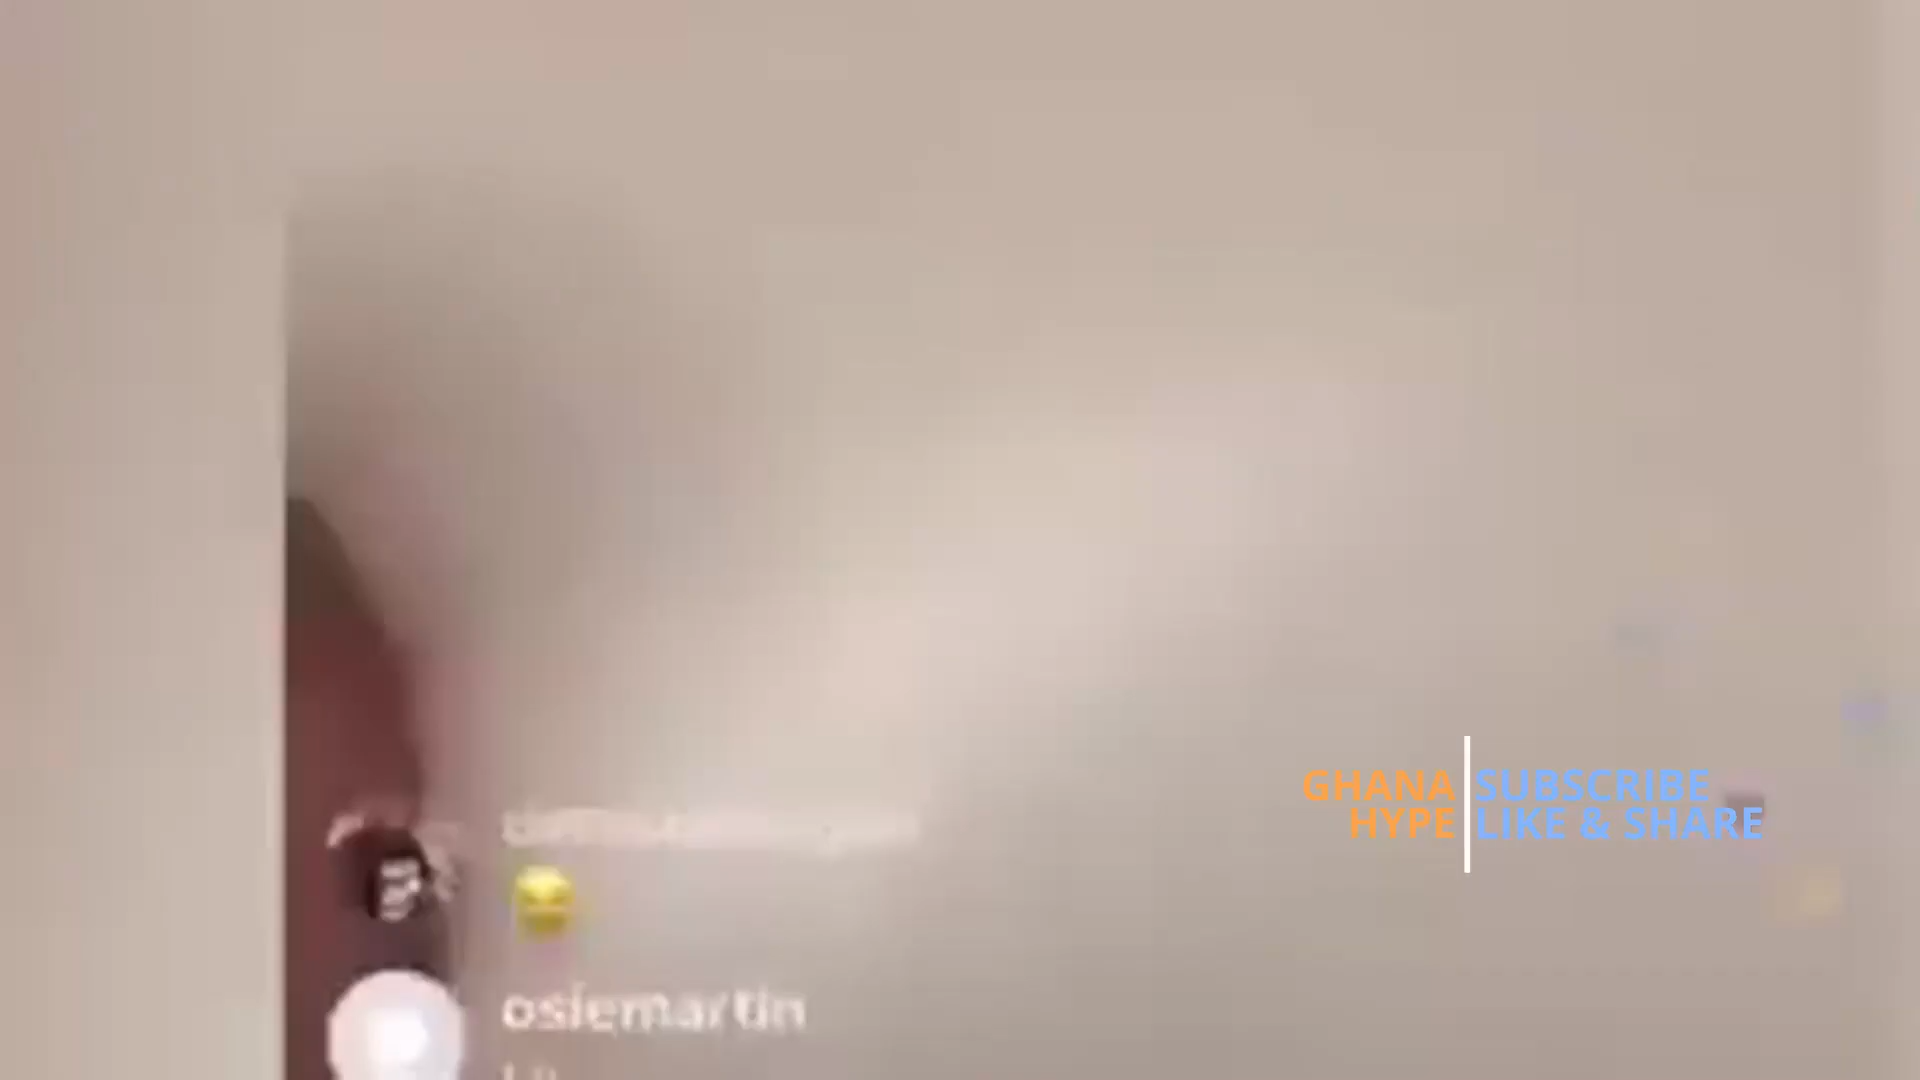 GHANA
HYPE
SUBSCRIBE
LIKE & SHARE
osiemartin